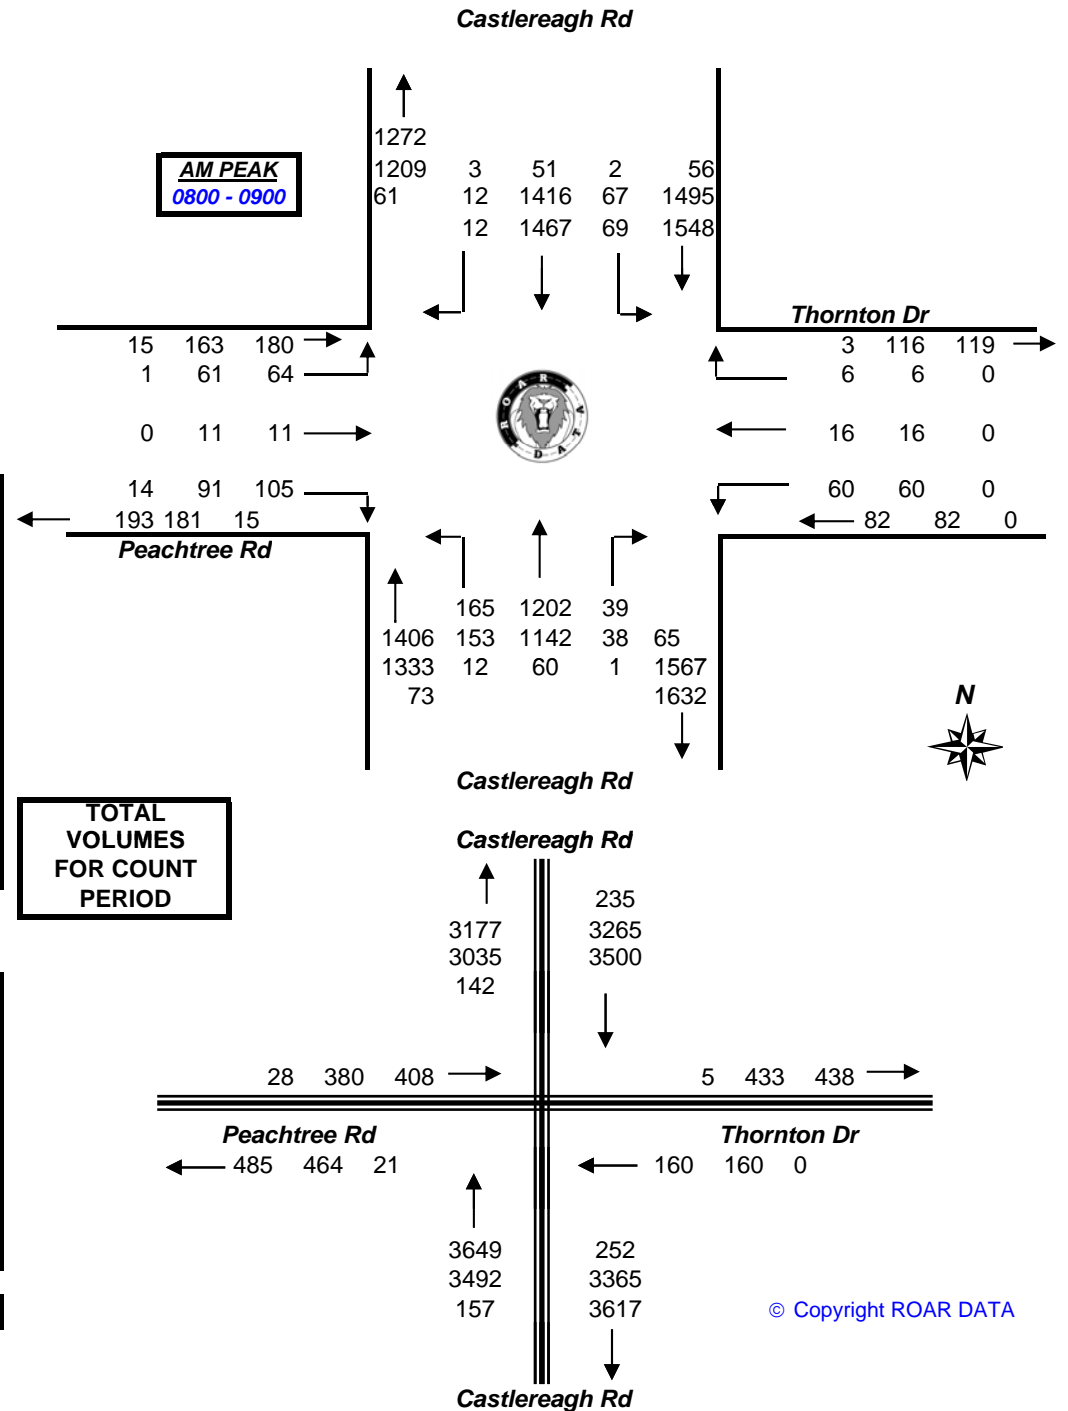 Castlereagh Rd
1272
AM PEAK
1209 3 51 2 56
0800 - 0900
61 12 1416 67 1495
12 1467 69 1548
Thornton Dr
15 163 180
3 116 119
1 61 64
6 6 0
ROAR DATA
0 11 11
16 16 0
14 91 105
60 60 0
193 181 15
82 82 0
Peachtree Rd
165 1202 39
1406 153 1142 38 65
1333 12 60 1 1567
73 1632
N
Castlereagh Rd
TOTAL
VOLUMES
FOR COUNT
PERIOD
Castlereagh Rd
235
3177 3265
3035 3500
142
28 380 408
5 433 438
Peachtree Rd
Thornton Dr
485 464 21
160 160 0
3649 252
3492 3365
157 3617
© Copyright ROAR DATA
Castlereagh Rd